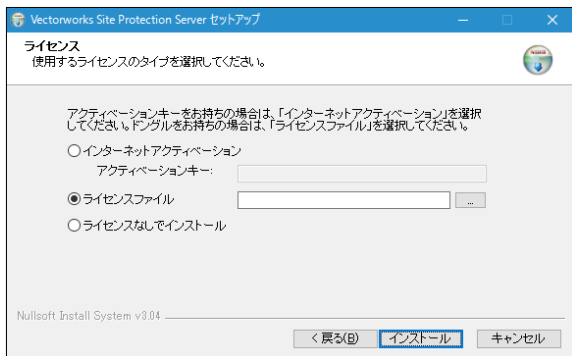 Vectorworks Site Protection Server セットアップ
ライセンス
使用するライセンスのタイプを選択してください。
アクティベーションキーをお持ちの場合は、「インターネットアクティベーション」を選択
してください。ドングルをお持ちの場合は、「ライセンスファイル」を選択してください。
インターネットアクティベーション
アクティベーションキー:
ライセンスファイル
...
ライセンスなしでインストール
Nullsoft Install System v3.04
< 戻る(B)
インストール
キャンセル